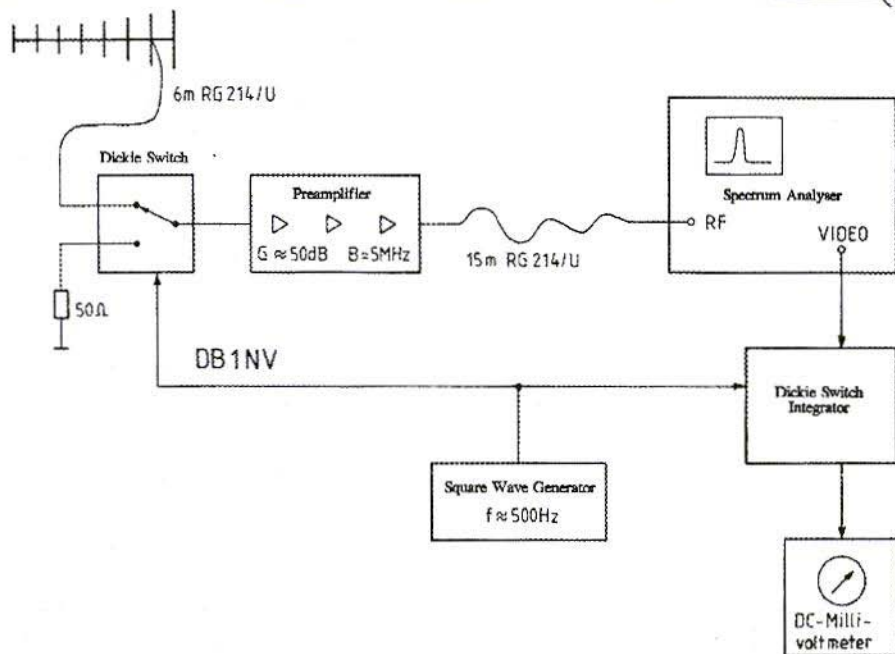 6m RG 214/U
Dickie Switch
Preamplifier
G ≈ 50dB B = 5MHz
50Ω
15m RG 214/U
Spectrum Analyser
RF
VIDEO
DB1NV
Dickie Switch
Integrator
Square Wave Generator
f ≈ 500Hz
DC-Milli-
voltmeter